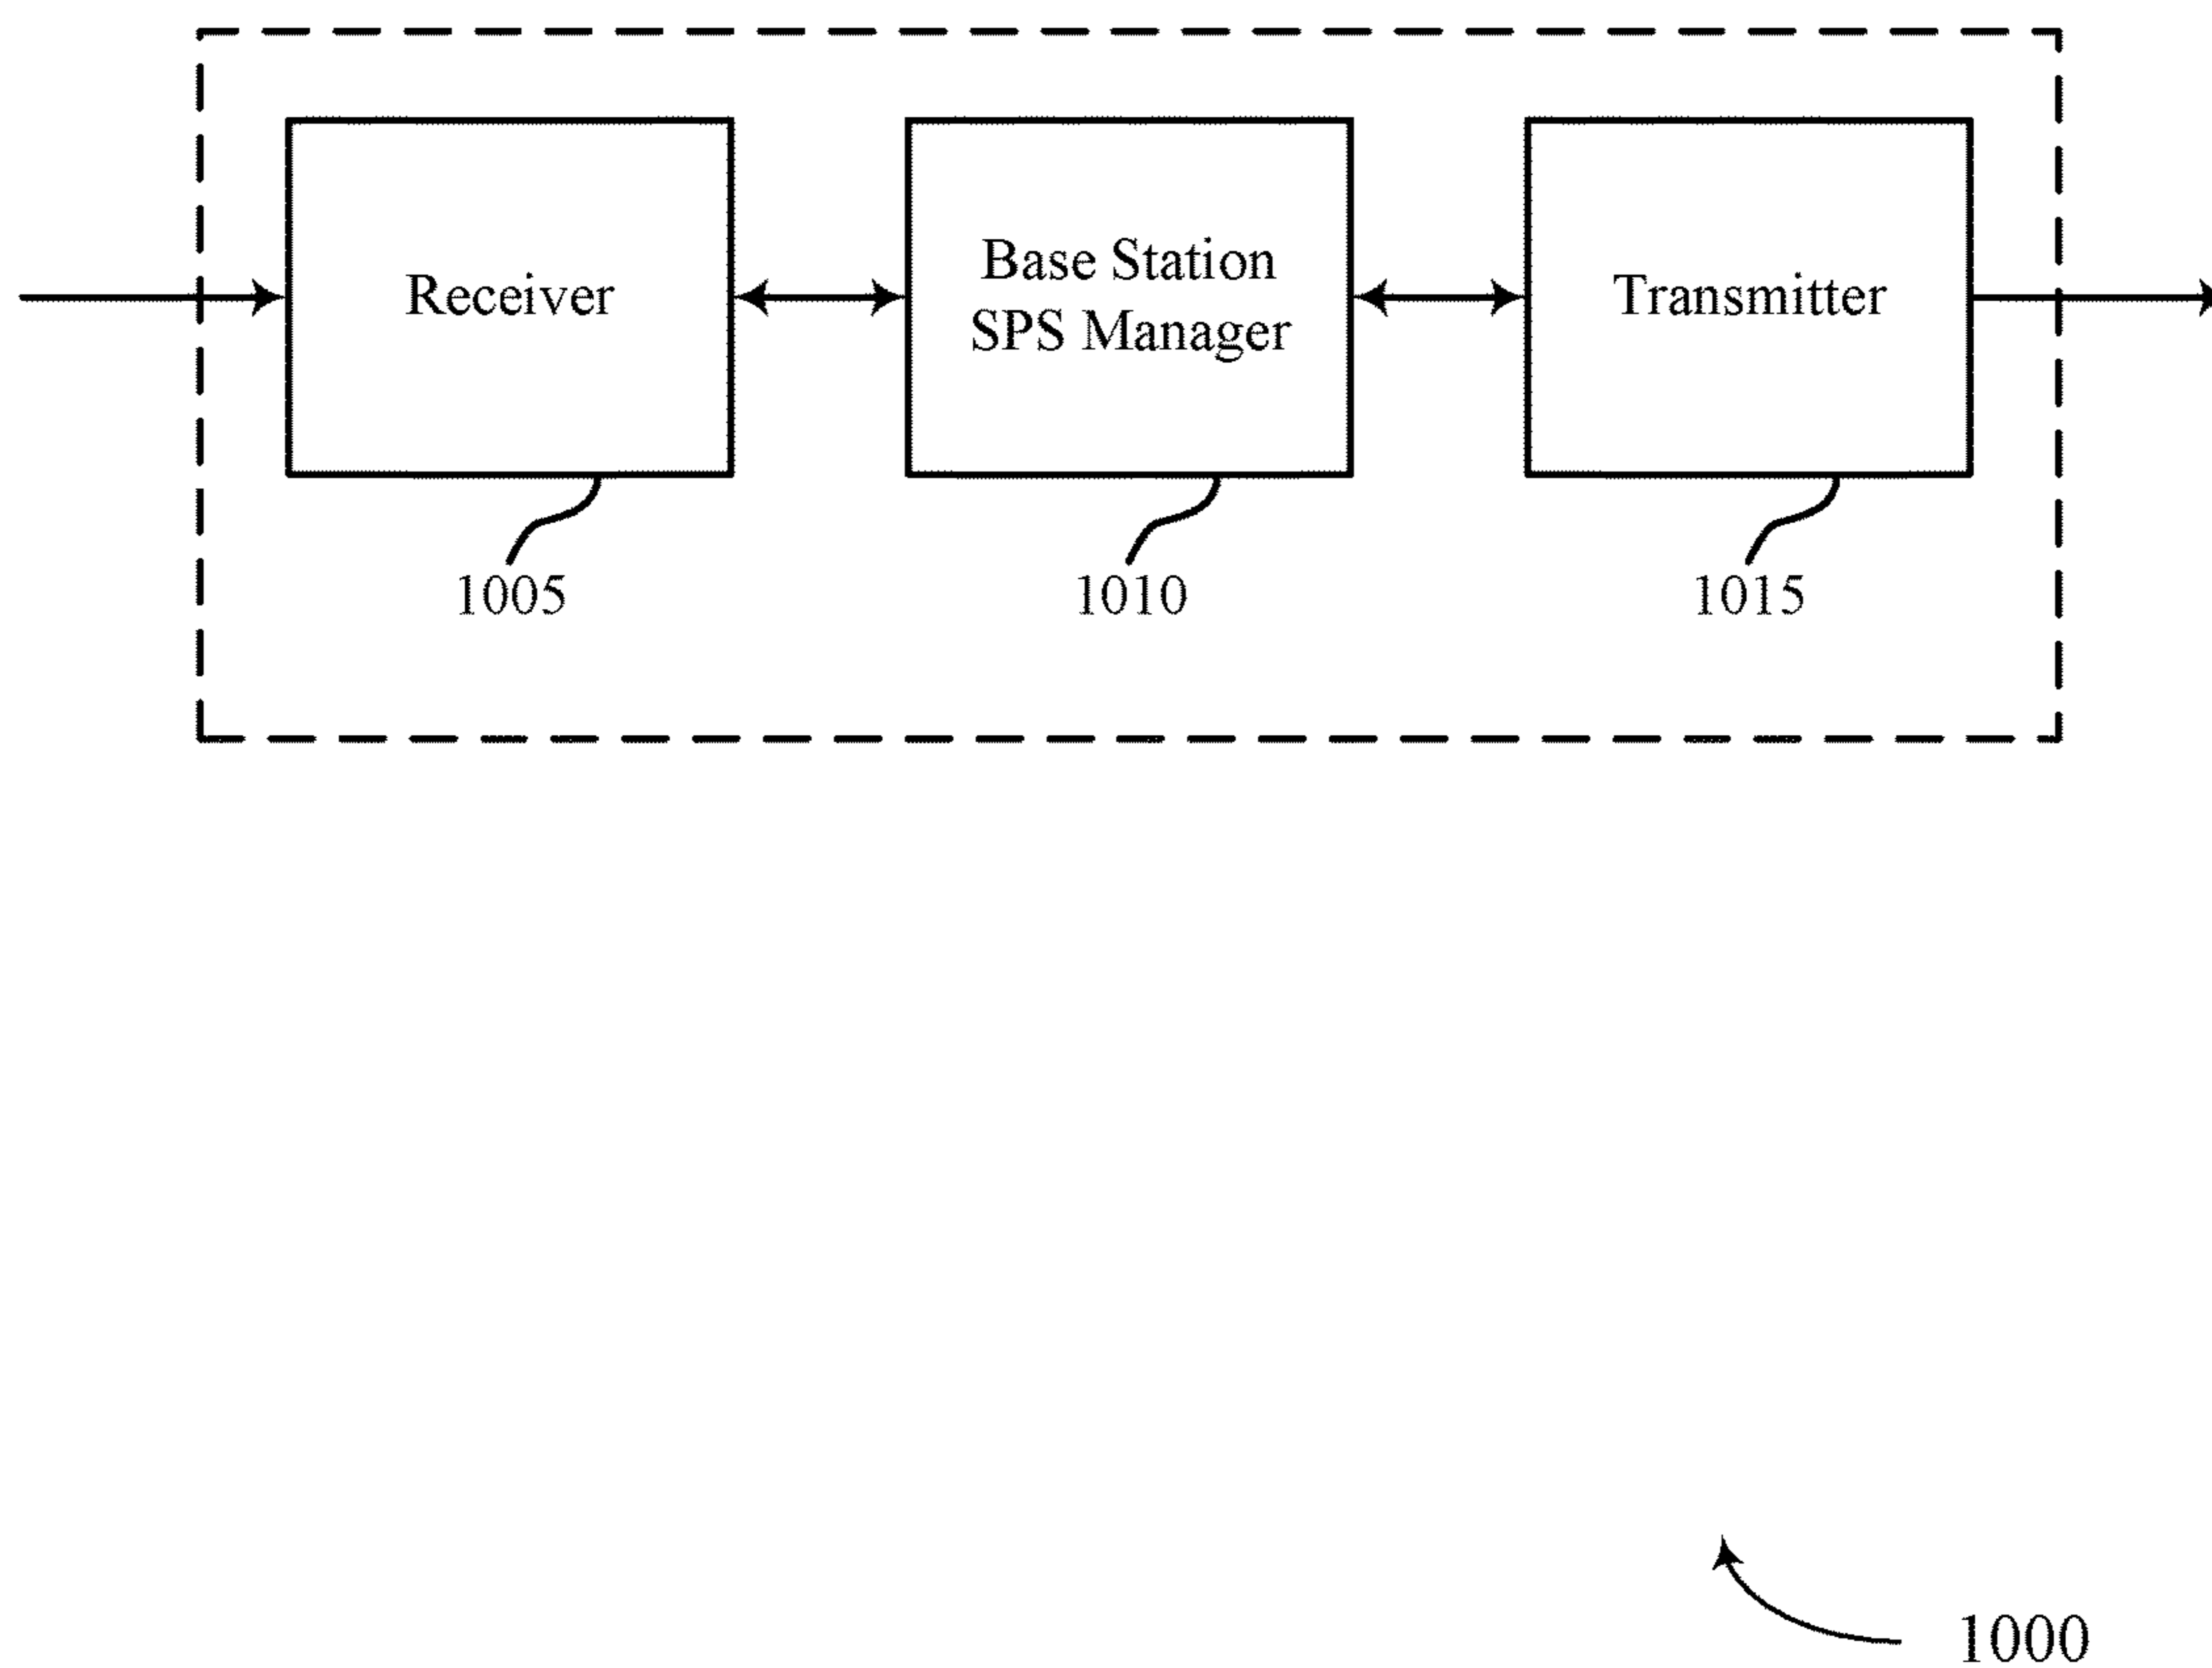 Receiver
Base Station
SPS Manager
Transmitter
1005
1010
1015
1000